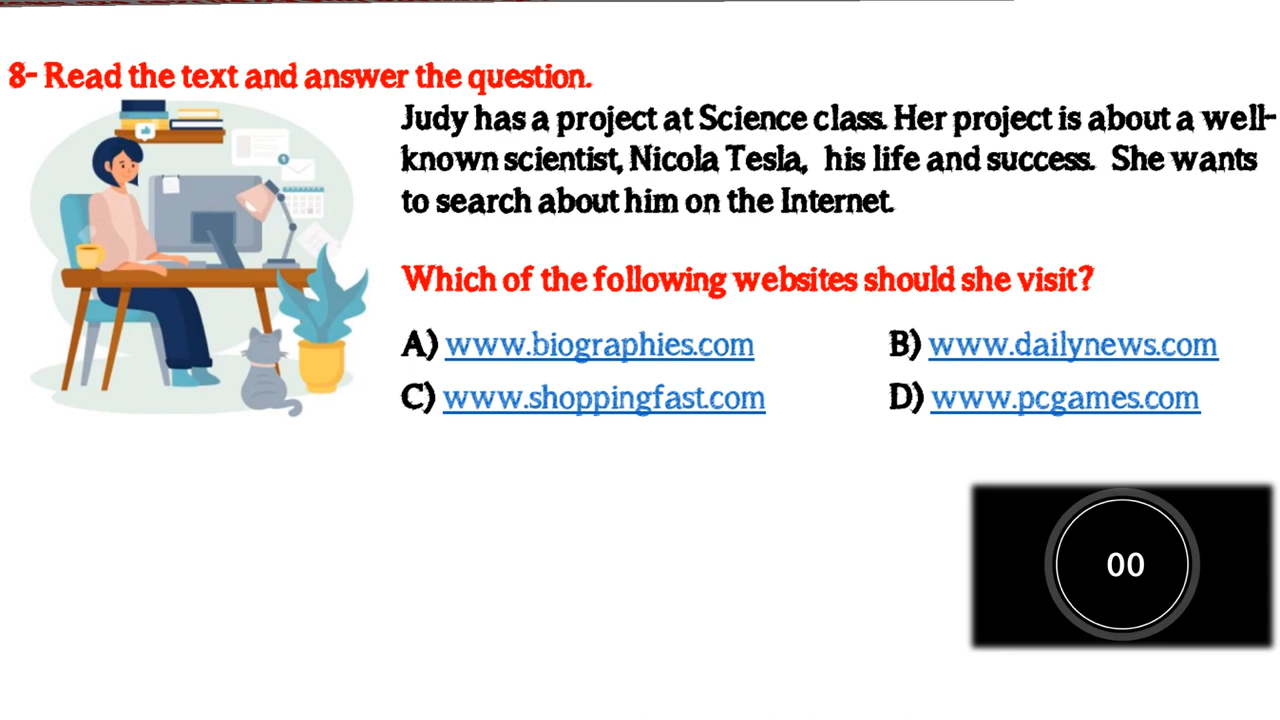 8- Read the text and answer the question.
Judy has a project at Science class. Her project is about a well-
known scientist, Nicola Tesla, his life and success. She wants
to search about him on the Internet.
Which of the following websites should she visit?
A) www.biographies.com B) www.dailynews.com
C) www.shoppingfast.com D) www.pcgames.com
00